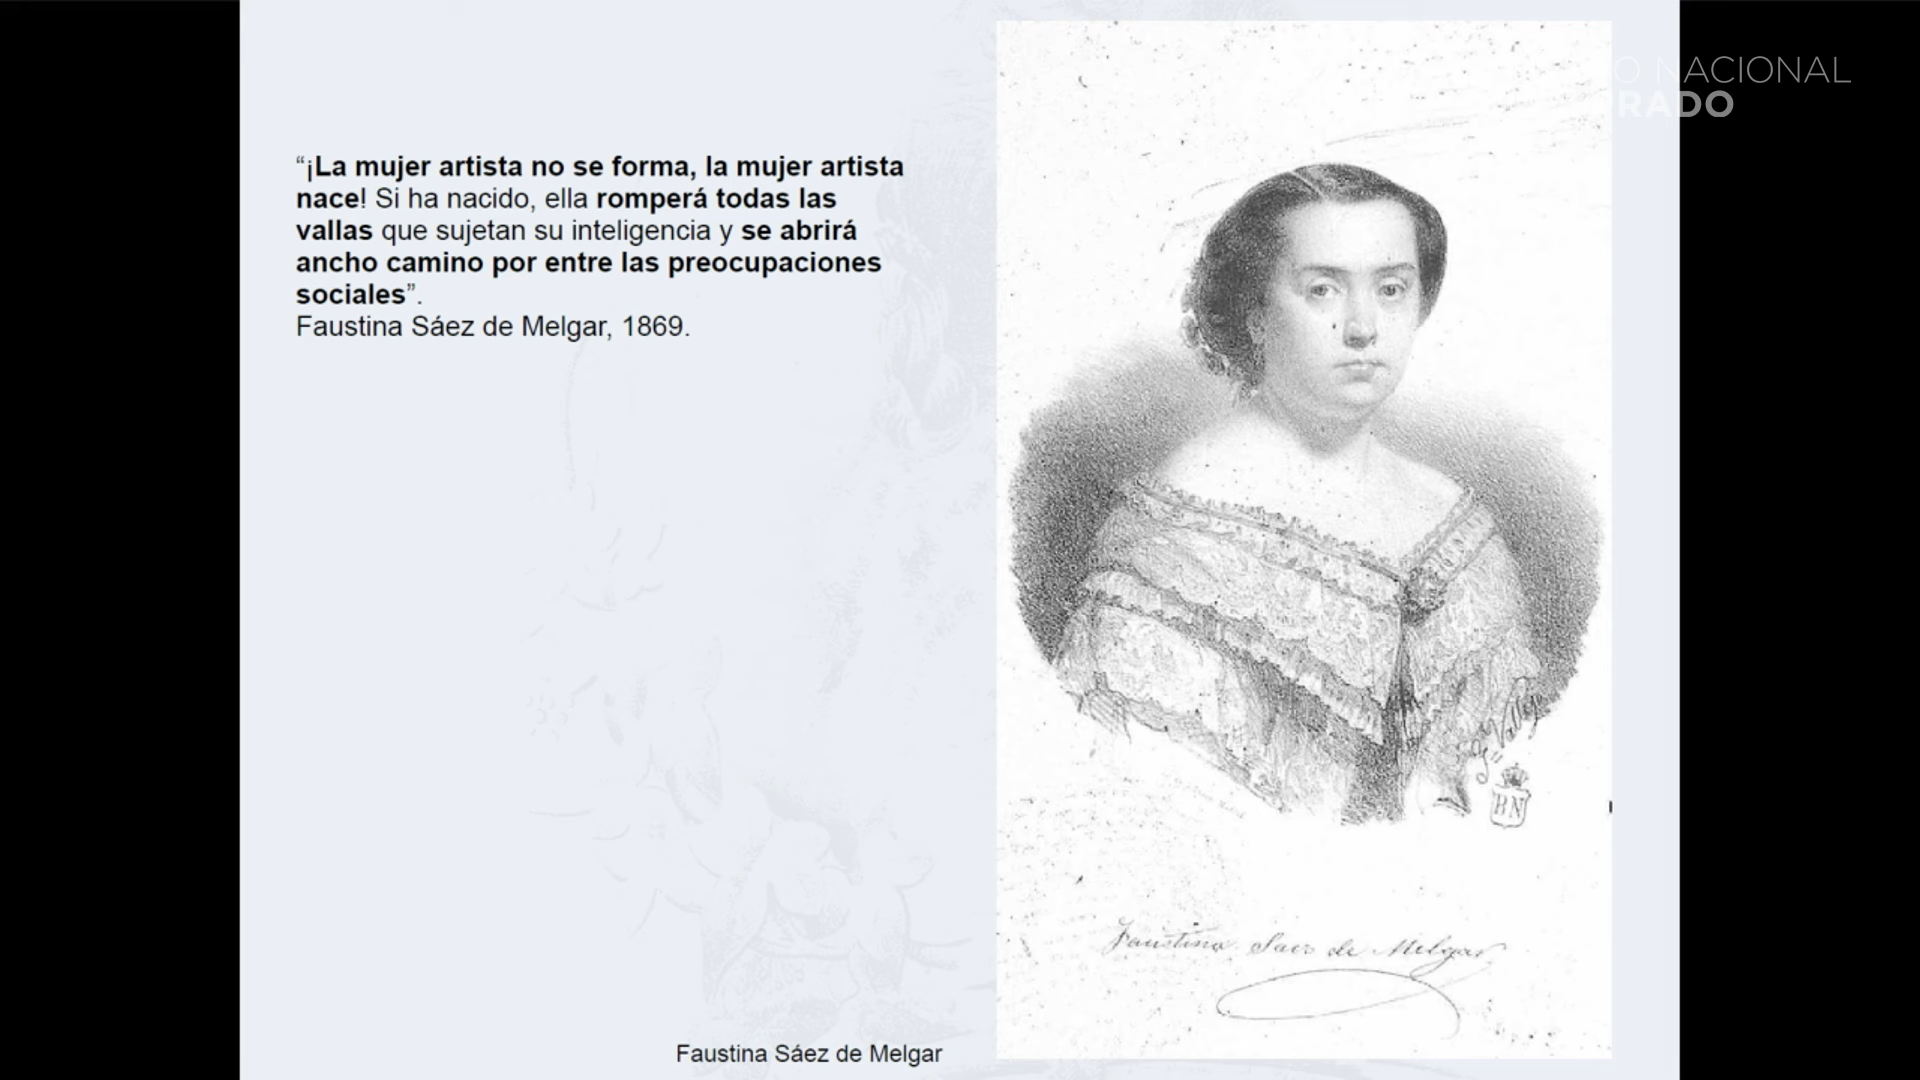 “¡La mujer artista no se forma, la mujer artista
nace! Si ha nacido, ella romperá todas las
vallas que sujetan su inteligencia y se abrirá
ancho camino por entre las preocupaciones
sociales”.
Faustina Sáez de Melgar, 1869.
O NACIONAL
RADO
Vallejo
BN
Faustina Saez de Melgar
Faustina Sáez de Melgar